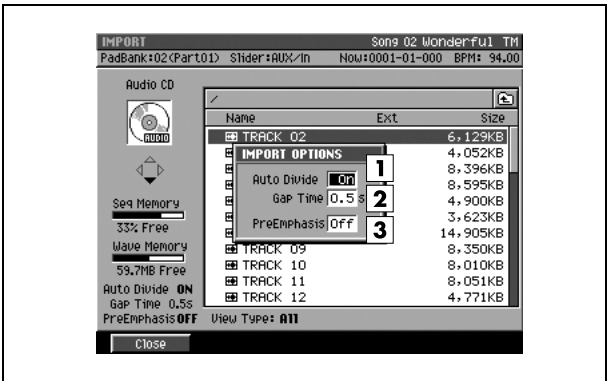 IMPORT Song 02 Wonderful TM
PadBank:02(Part01) Slider:AUX/In Now:0001-01-000 BPM: 94.00
Audio CD
/
Name Ext Size
AUDIO
TRACK 02 6,129KB
IMPORT OPTIONS 4,052KB
1
8,396KB
Auto Divide On 8,595KB
Gap Time 0.5 s 2 4,900KB
Seq Memory
3,623KB
PreEmphasis Off 3 14,905KB
33% Free
TRACK 09 8,350KB
Wave Memory
TRACK 10 8,010KB
59.7MB Free
TRACK 11 8,051KB
Auto Divide ON
TRACK 12 4,771KB
Gap Time 0.5s
PreEmphasis OFF View Type: All
Close